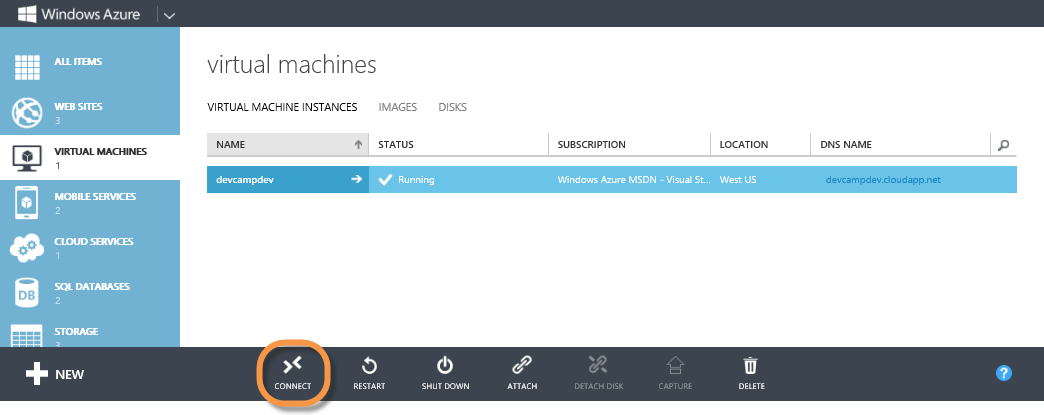 Windows Azure
ALL ITEMS
WEB SITES
3
VIRTUAL MACHINES
1
MOBILE SERVICES
2
CLOUD SERVICES
1
DB
SQL DATABASES
2
STORAGE
3
virtual machines
VIRTUAL MACHINE INSTANCES IMAGES DISKS
NAME STATUS SUBSCRIPTION LOCATION DNS NAME
devcampdev Running Windows Azure MSDN - Visual St... West US devcampdev.cloudapp.net
NEW CONNECT RESTART SHUT DOWN ATTACH DETACH DISK CAPTURE DELETE ?